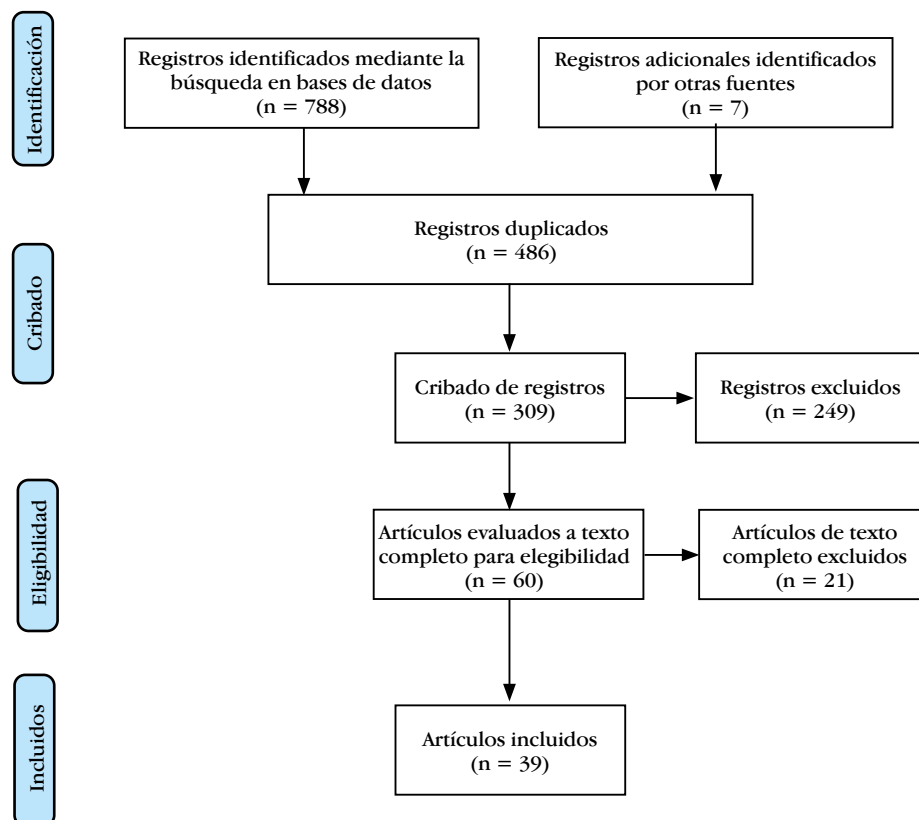 Identificación
Registros identificados mediante la
búsqueda en bases de datos
(n = 788)
Registros adicionales identificados
por otras fuentes
(n = 7)
Cribado
Registros duplicados
(n = 486)
Cribado de registros
(n = 309)
Registros excluidos
(n = 249)
Eligibilidad
Artículos evaluados a texto
completo para elegibilidad
(n = 60)
Artículos de texto
completo excluidos
(n = 21)
Incluidos
Artículos incluidos
(n = 39)